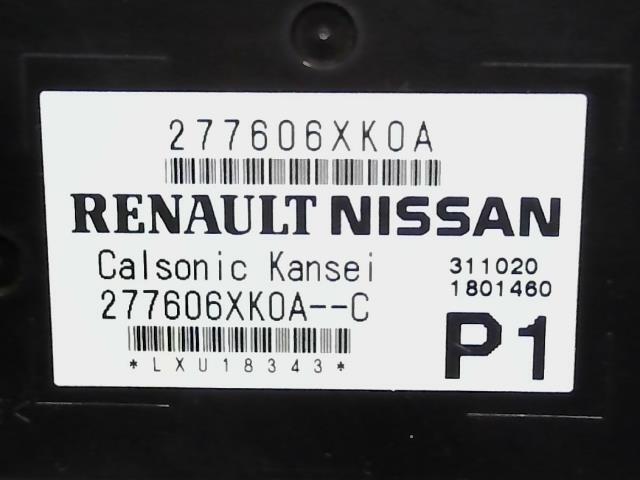 277606XK0A
RENAULT NISSAN
Calsonic Kansei
311020
277606XK0A--C
1801460
*LXU18343*
P1